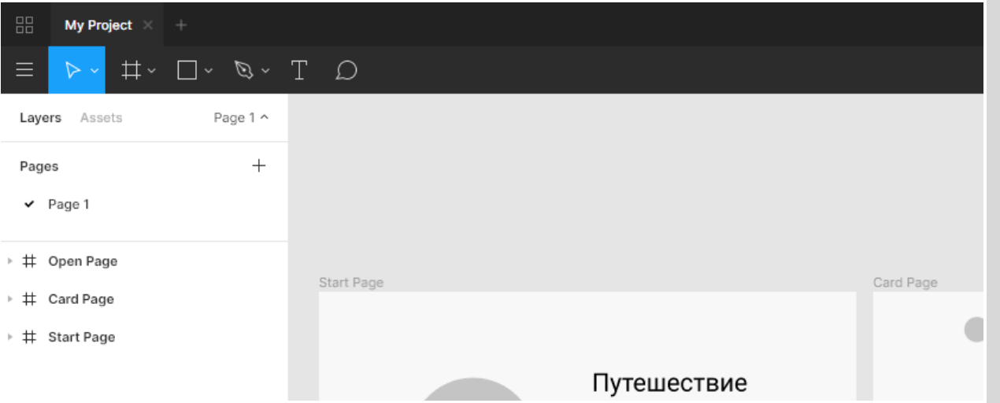 My Project
Layers Assets Page 1
Pages
Page 1
Open Page
Card Page
Start Page
Start Page
Card Page
Путешествие